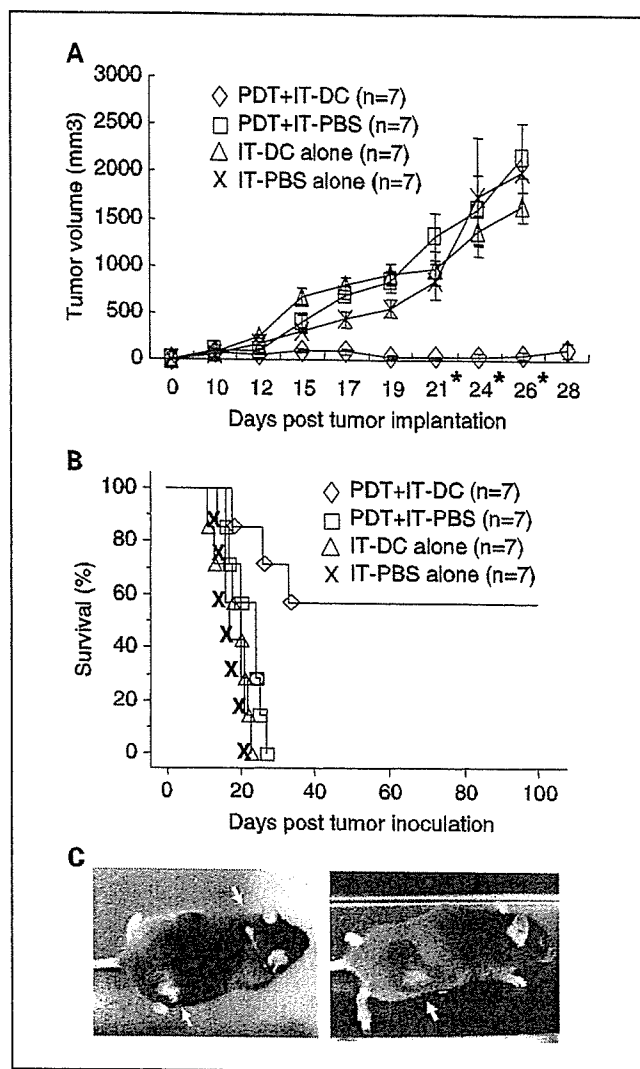 A
3000
2500
2000
1500
1000
500
0
Tumor volume (mm3)
PDT+IT-DC (n=7)
PDT+IT-PBS (n=7)
IT-DC alone (n=7)
IT-PBS alone (n=7)
0 10 12 15 17 19 21 * 24 * 26 * 28
Days post tumor implantation
B
100
80
60
40
20
0
Survival (%)
PDT+IT-DC (n=7)
PDT+IT-PBS (n=7)
IT-DC alone (n=7)
IT-PBS alone (n=7)
0 20 40 60 80 100
Days post tumor inoculation
C